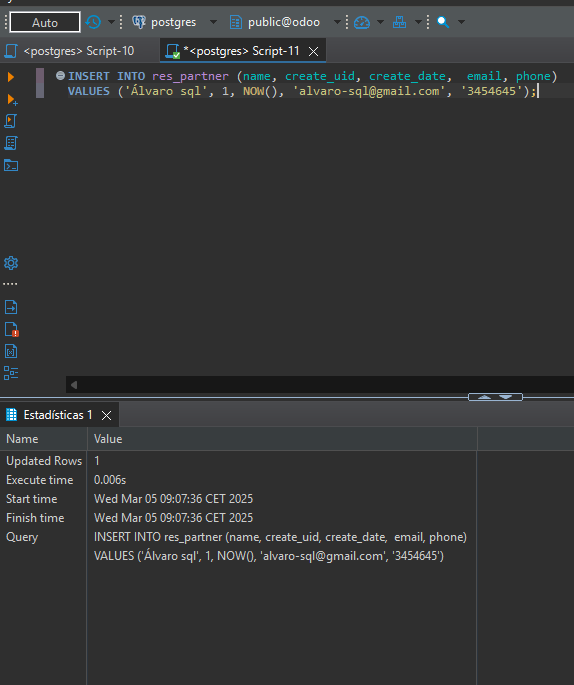 Auto postgres public@odoo
<postgres> Script-10 *<postgres> Script-11
INSERT INTO res_partner (name, create_uid, create_date,  email, phone)
VALUES ('Álvaro sql', 1, NOW(), 'alvaro-sql@gmail.com', '3454645');
Estadísticas 1
Name Value
Updated Rows 1
Execute time 0.006s
Start time Wed Mar 05 09:07:36 CET 2025
Finish time Wed Mar 05 09:07:36 CET 2025
Query INSERT INTO res_partner (name, create_uid, create_date,  email, phone)
VALUES ('Álvaro sql', 1, NOW(), 'alvaro-sql@gmail.com', '3454645')